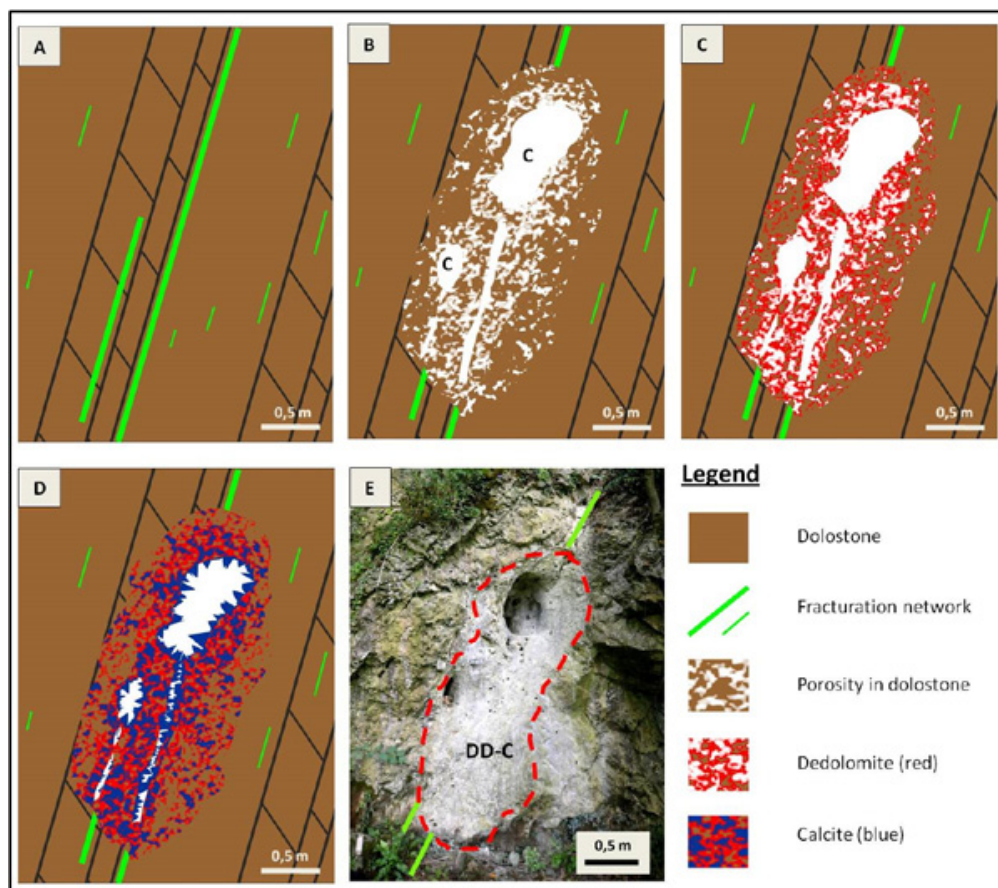 A
B
C
C
C
0,5 m
0,5 m
0,5 m
D
E
DD-C
0,5 m
0,5 m
Legend
Dolostone
Fracturation network
Porosity in dolostone
Dedolomite (red)
Calcite (blue)